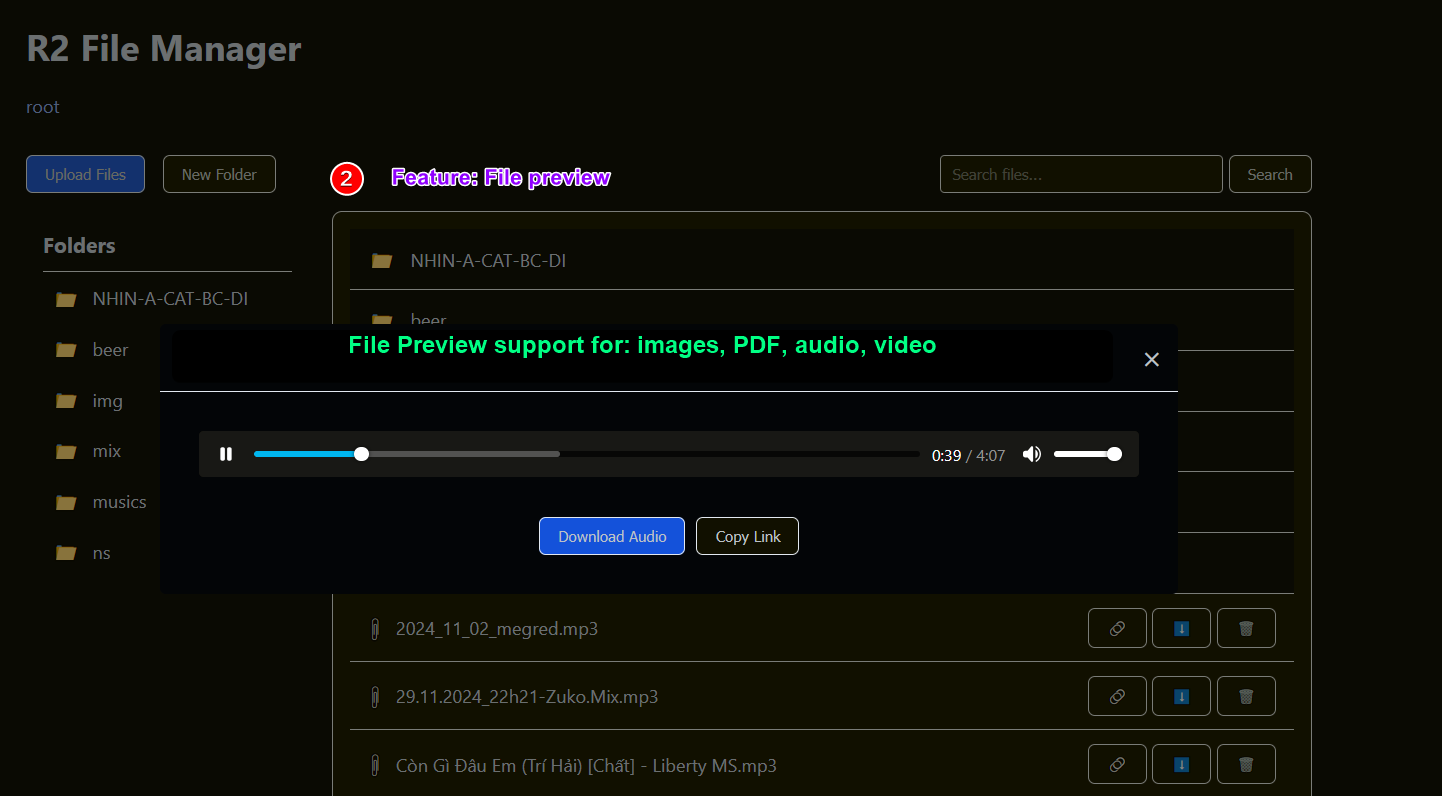 R2 File Manager
root
Upload Files
New Folder
2
Feature: File preview
Search files...
Search
Folders
NHIN-A-CAT-BC-DI
beer
img
mix
musics
ns
NHIN-A-CAT-BC-DI
beer
File Preview support for: images, PDF, audio, video
×
0:39 / 4:07
Download Audio
Copy Link
2024_11_02_megred.mp3
29.11.2024_22h21-Zuko.Mix.mp3
Còn Gì Đâu Em (Trí Hải) [Chất] - Liberty MS.mp3